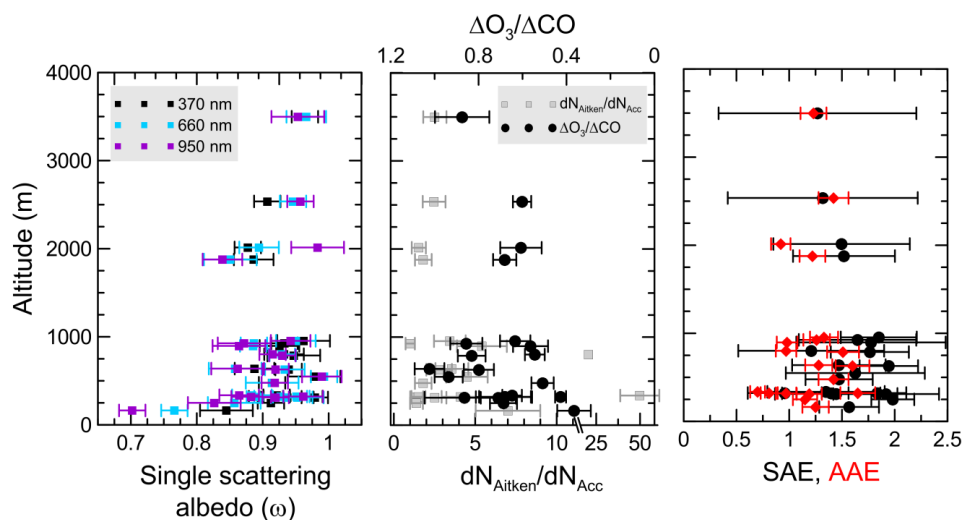 ΔO3/ΔCO
1.2 0.8 0.4 0
4000
3000
2000
1000
0
Altitude (m)
370 nm
660 nm
950 nm
dNAitken/dNAcc
ΔO3/ΔCO
0.7 0.8 0.9 1
0 5 10 15 25 50
0 0.5 1 1.5 2 2.5
Single scattering
albedo (ω)
dNAitken/dNAcc
SAE, AAE